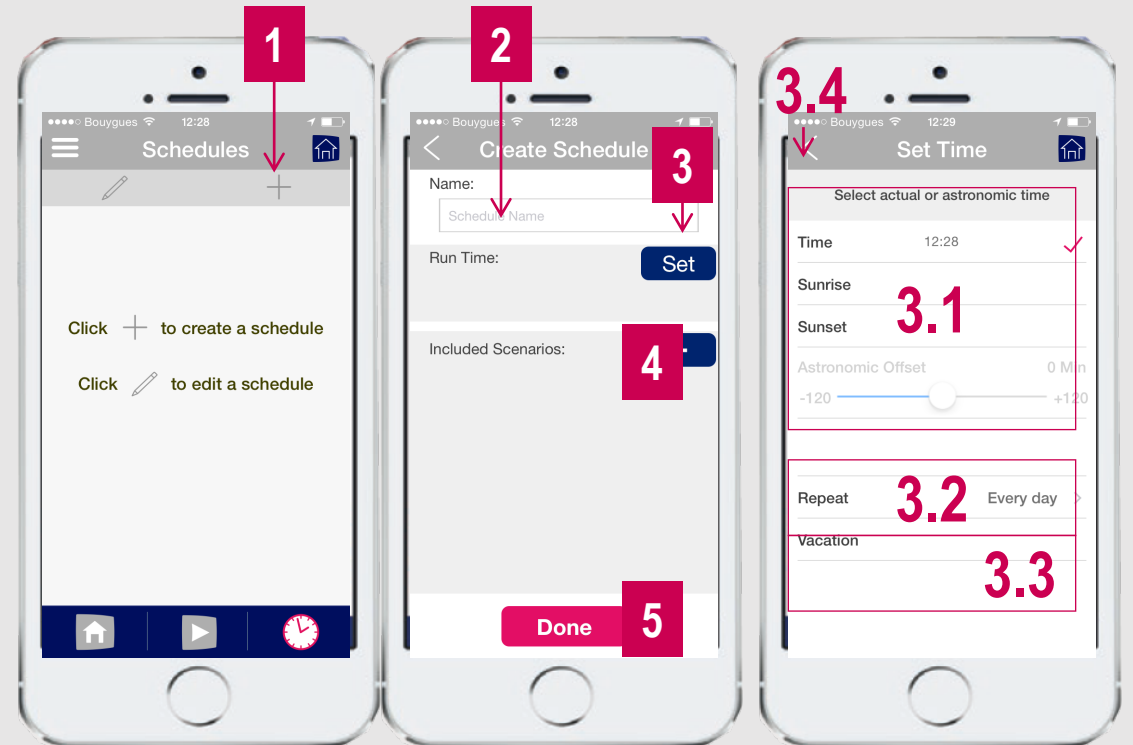 1
Bouygues 12:28
Schedules
Click + to create a schedule
Click to edit a schedule
2
Bouygues 12:28
Create Schedule
3
Name:
Schedule Name
Run Time:
Set
Included Scenarios:
4
Done
5
3.4
Bouygues 12:29
Set Time
Select actual or astronomic time
Time 12:28
Sunrise
3.1
Sunset
Astronomic Offset 0 Min
-120 +120
Repeat 3.2 Every day >
Vacation
3.3